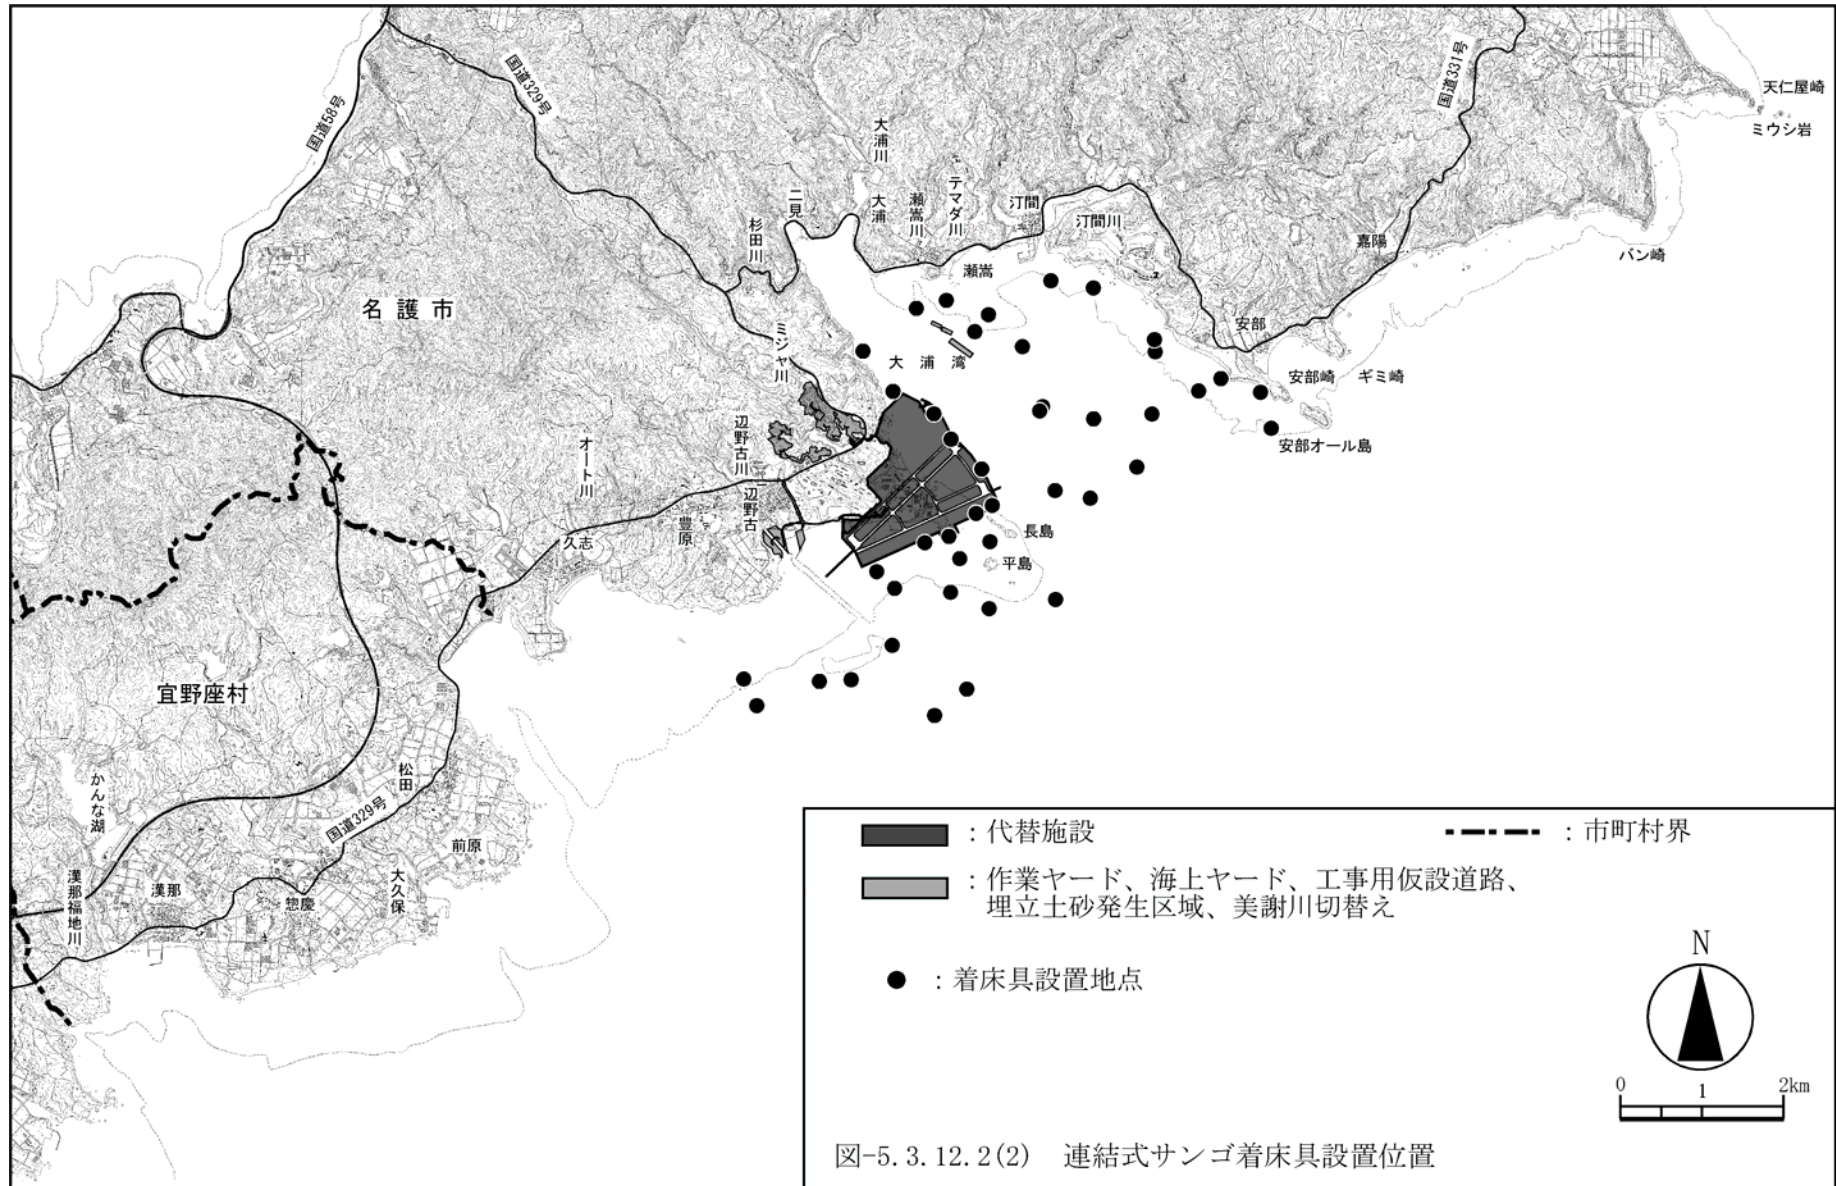 国道58号
国道329号
国道331号
天仁屋崎
ミウシ岩
バン崎
大浦川
大浦
瀬嵩川
テマダ川
汀間
汀間川
嘉陽
二見
杉田川
瀬嵩
名護市
ミジャ川
大浦湾
安部
安部崎
ギミ崎
安部オール島
辺野古川
辺野古
オート川
豊原
久志
長島
平島
宜野座村
かんな湖
松田
国道329号
前原
大久保
惣慶
漢那
漢那福地川
：代替施設
：市町村界
：作業ヤード、海上ヤード、工事用仮設道路、
埋立土砂発生区域、美謝川切替え
：着床具設置地点
N
0 1 2km
図-5.3.12.2(2)　連結式サンゴ着床具設置位置